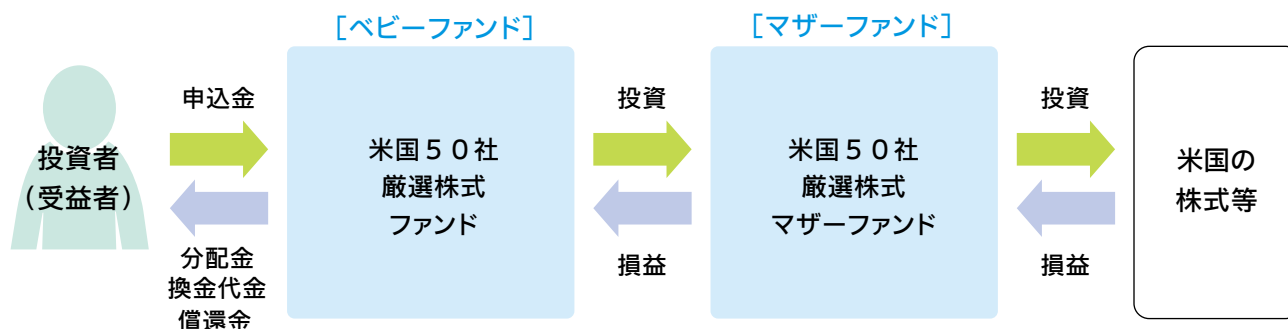 ［ベビーファンド］
［マザーファンド］
投資者
（受益者）
申込金
分配金
換金代金
償還金
米国５０社
厳選株式
ファンド
投資
損益
米国５０社
厳選株式
マザーファンド
投資
損益
米国の
株式等